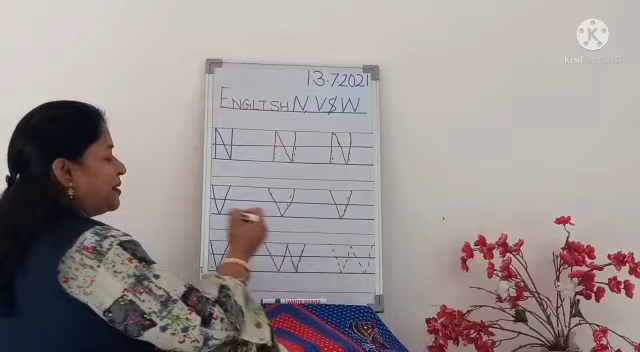 KINEMASTER
13.7.2021
ENGLISH N, V & W
N N N
V V V
W W W